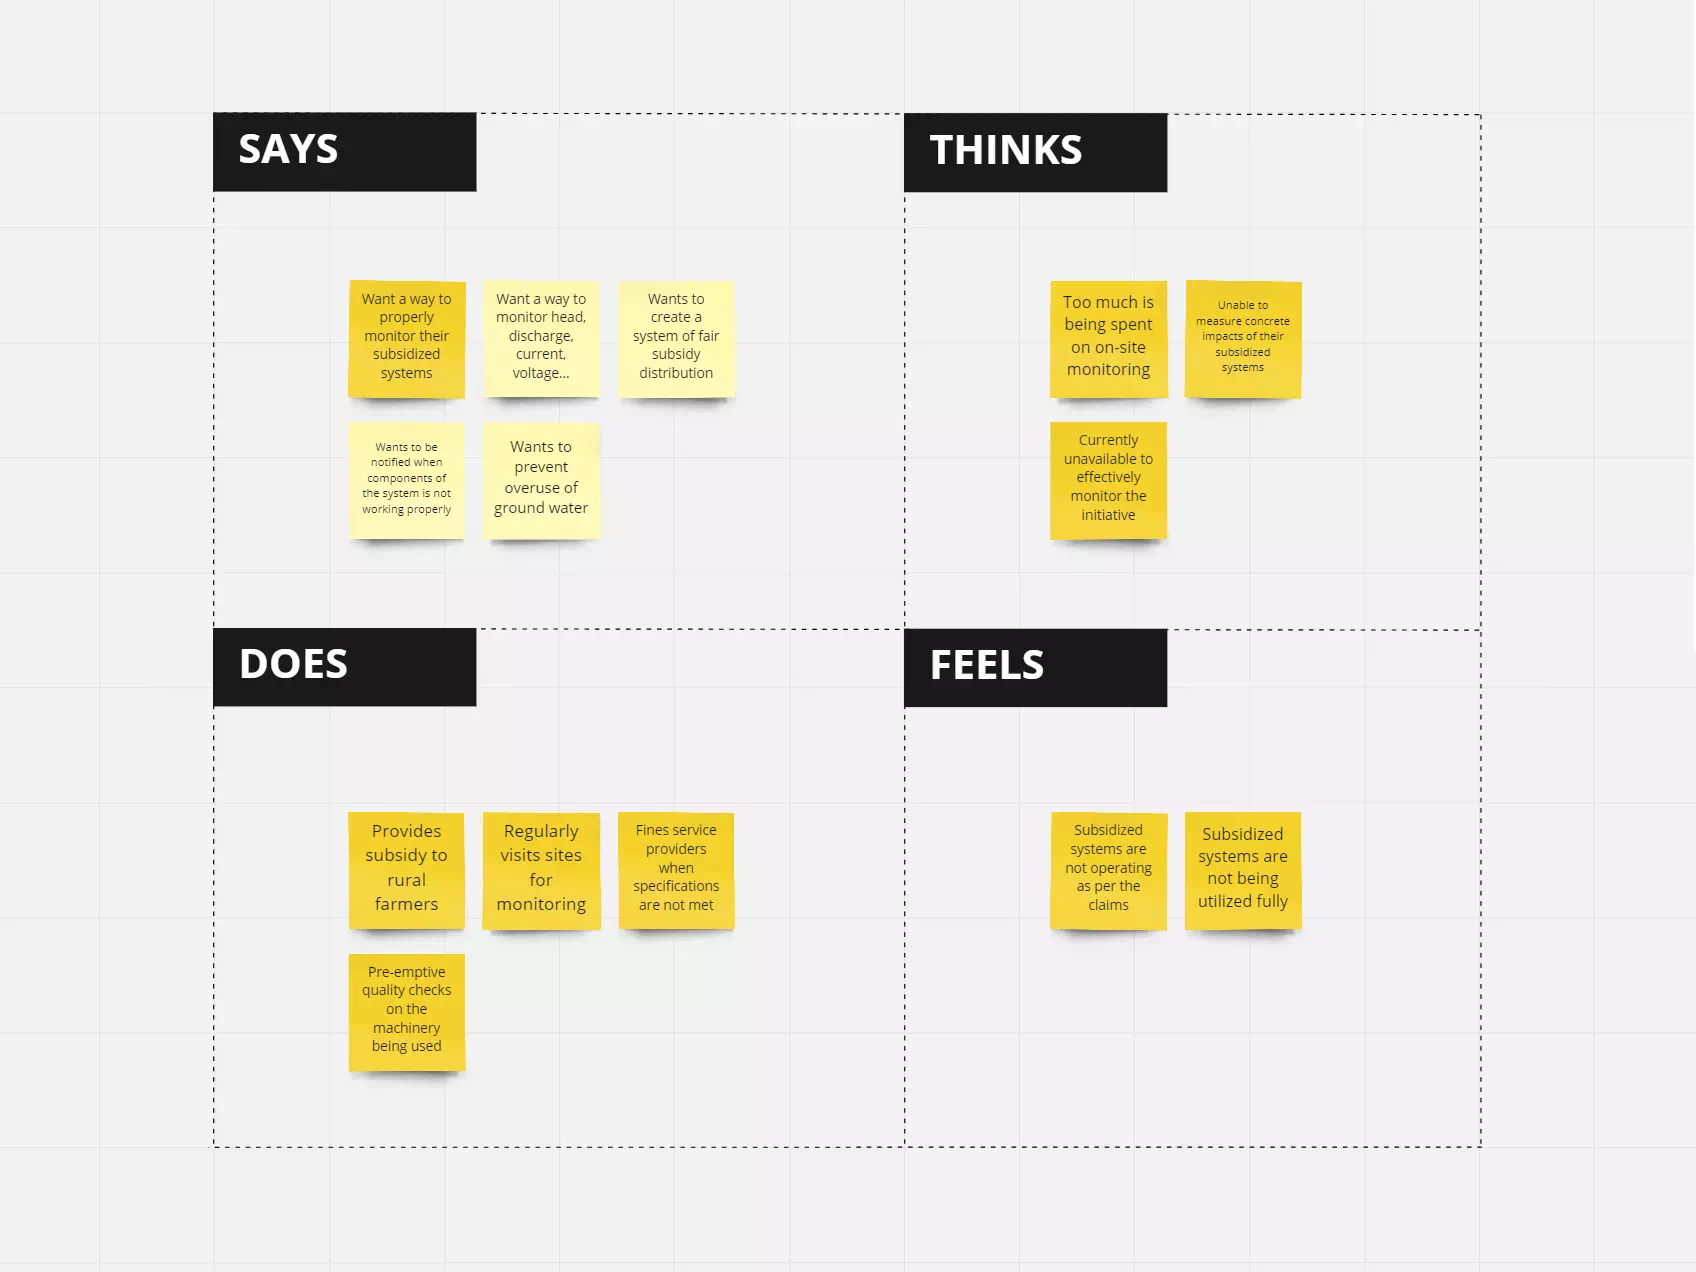 SAYS
Want a way to
properly
monitor their
subsidized
systems
Want a way to
monitor head,
discharge,
current,
voltage...
Wants to
create a
system of fair
subsidy
distribution
Wants to be
notified when
components of
the system is not
working properly
Wants to
prevent
overuse of
ground water
THINKS
Too much is
being spent
on on-site
monitoring
Unable to
measure concrete
impacts of their
subsidized
systems
Currently
unavailable to
effectively
monitor the
initiative
DOES
Provides
subsidy to
rural
farmers
Regularly
visits sites
for
monitoring
Fines service
providers
when
specifications
are not met
Pre-emptive
quality checks
on the
machinery
being used
FEELS
Subsidized
systems are
not operating
as per the
claims
Subsidized
systems are
not being
utilized fully